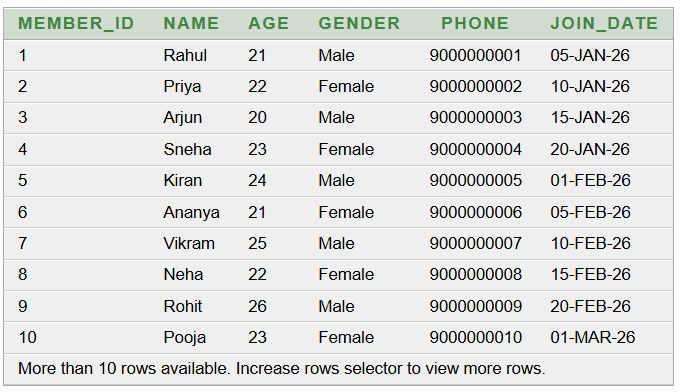 MEMBER_ID NAME AGE GENDER PHONE JOIN_DATE
1 Rahul 21 Male 9000000001 05-JAN-26
2 Priya 22 Female 9000000002 10-JAN-26
3 Arjun 20 Male 9000000003 15-JAN-26
4 Sneha 23 Female 9000000004 20-JAN-26
5 Kiran 24 Male 9000000005 01-FEB-26
6 Ananya 21 Female 9000000006 05-FEB-26
7 Vikram 25 Male 9000000007 10-FEB-26
8 Neha 22 Female 9000000008 15-FEB-26
9 Rohit 26 Male 9000000009 20-FEB-26
10 Pooja 23 Female 9000000010 01-MAR-26
More than 10 rows available. Increase rows selector to view more rows.